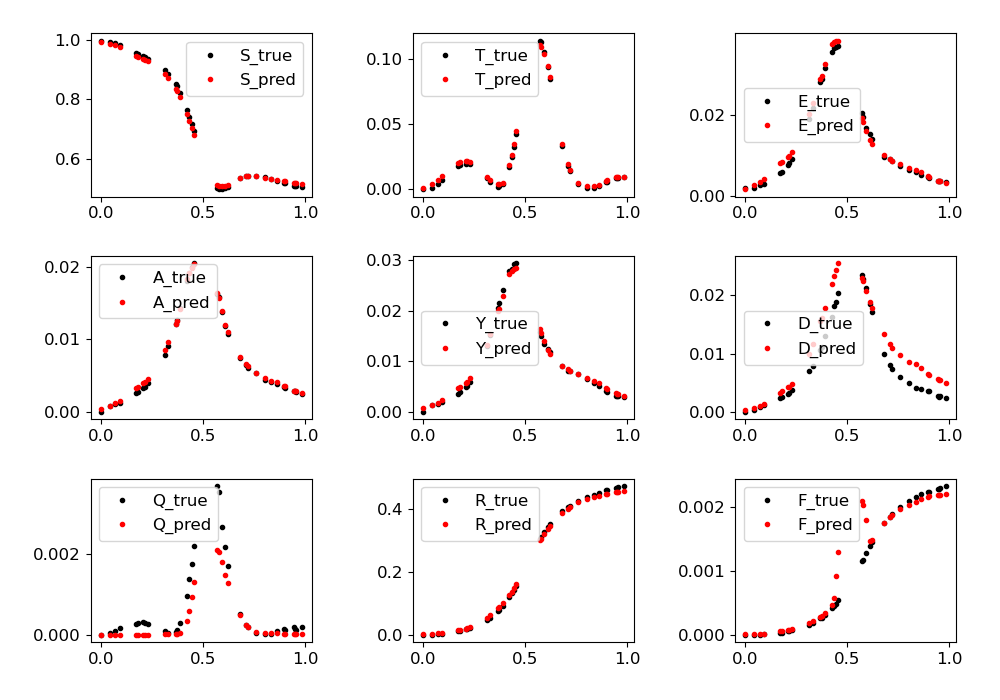 1.0
0.8
0.6
0.0 0.5 1.0
S_true
S_pred
0.10
0.05
0.00
0.0 0.5 1.0
T_true
T_pred
0.02
0.00
0.0 0.5 1.0
E_true
E_pred
0.02
0.01
0.00
0.0 0.5 1.0
A_true
A_pred
0.03
0.02
0.01
0.00
0.0 0.5 1.0
Y_true
Y_pred
0.02
0.01
0.00
0.0 0.5 1.0
D_true
D_pred
0.002
0.000
0.0 0.5 1.0
Q_true
Q_pred
0.4
0.2
0.0
0.0 0.5 1.0
R_true
R_pred
0.002
0.001
0.000
0.0 0.5 1.0
F_true
F_pred